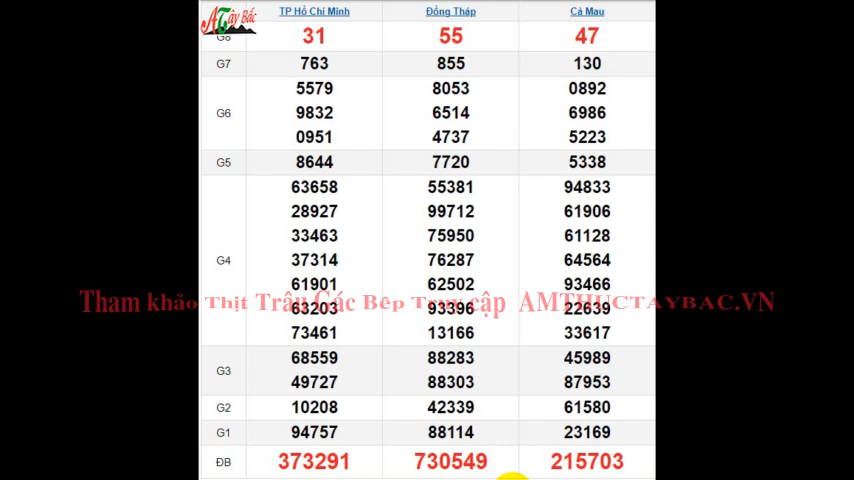 ATây Bắc
TP Hồ Chí Minh Đồng Tháp Cà Mau
G8 31 55 47
G7 763 855 130
5579 8053 0892
G6 9832 6514 6986
0951 4737 5223
G5 8644 7720 5338
63658 55381 94833
28927 99712 61906
33463 75950 61128
G4 37314 76287 64564
61901 62502 93466
Tham khảo Thịt Trâu Gác Bếp Truy cập AMTHUCTAYBAC.VN
63203 93396 22639
73461 13166 33617
G3 68559 88283 45989
49727 88303 87953
G2 10208 42339 61580
G1 94757 88114 23169
ĐB 373291 730549 215703